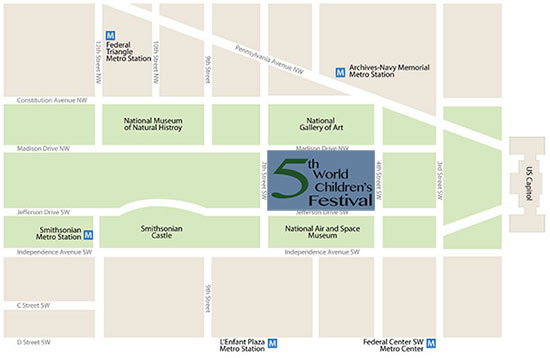 12th Street NW
M
Federal
Triangle
Metro Station
10th Street NW
9th Street
Pennsylvania Avenue NW
M
Archives-Navy Memorial
Metro Station
Constitution Avenue NW
National Museum
of Natural Histroy
National
Gallery of Art
Madison Drive NW
Madison Drive NW
7th Street SW
5th
World
Children's
Festival
4th Street SW
3rd Street SW
US Capitol
Jefferson Drive SW
Jefferson Drive SW
Smithsonian
Metro Station
M
Smithsonian
Castle
National Air and Space
Museum
Independence Avenue SW
Independence Avenue SW
9th Street
C Street SW
D Street SW
L'Enfant Plaza
Metro Station
M
Federal Center SW
Metro Center
M